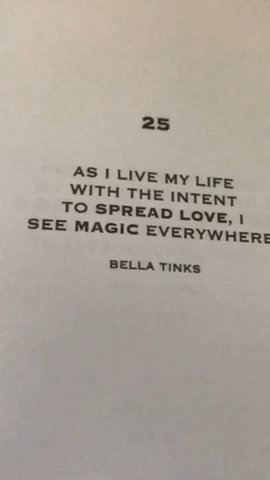 25
AS I LIVE MY LIFE
WITH THE INTENT
TO SPREAD LOVE, I
SEE MAGIC EVERYWHERE
BELLA TINKS